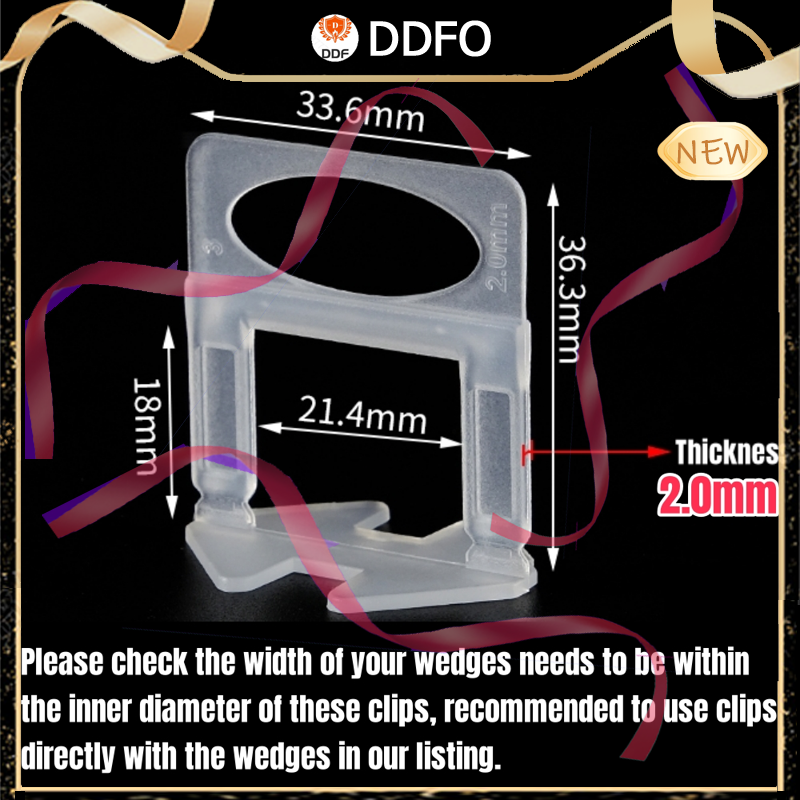 DDF
DDFO
33.6mm
NEW
3
2.0mm
36.3mm
18mm
21.4mm
Thicknes
2.0mm
Please check the width of your wedges needs to be within
the inner diameter of these clips, recommended to use clips
directly with the wedges in our listing.